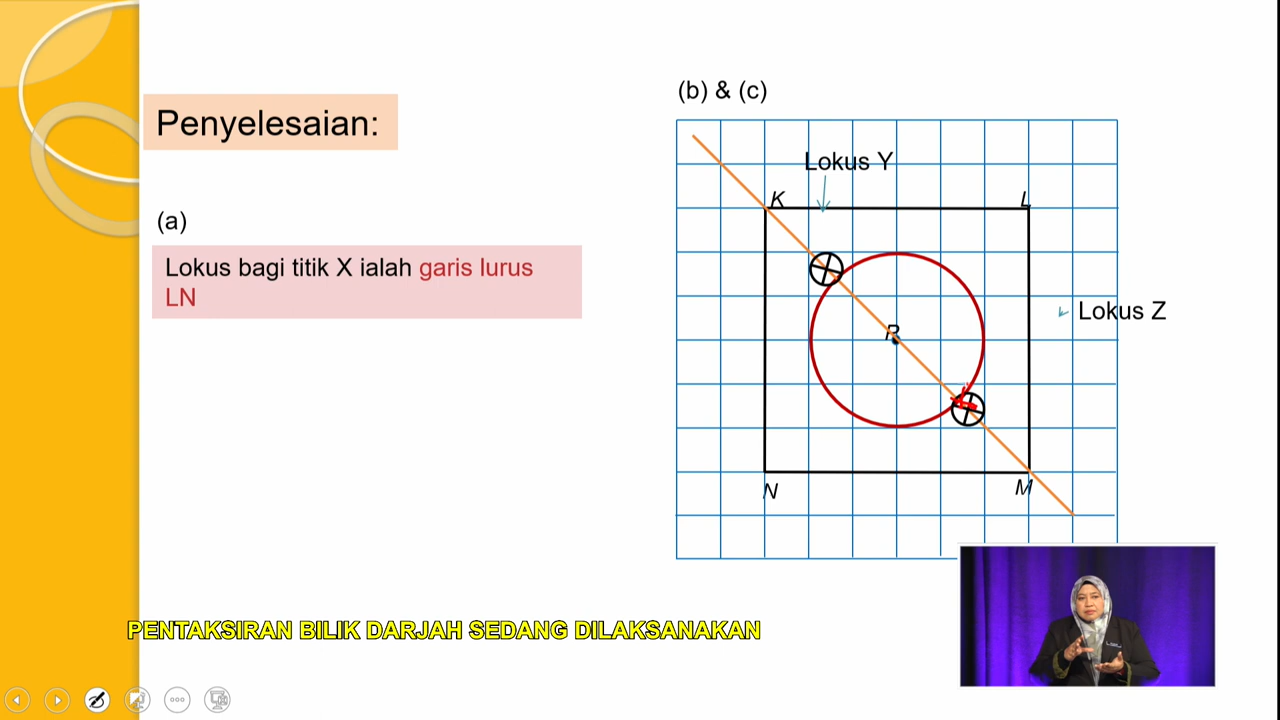 (b) & (c)
Penyelesaian:
Lokus Y
K
L
(a)
Lokus bagi titik X ialah garis lurus
LN
Lokus Z
N
M
PENTAKSIRAN BILIK DARJAH SEDANG DILAKSANAKAN